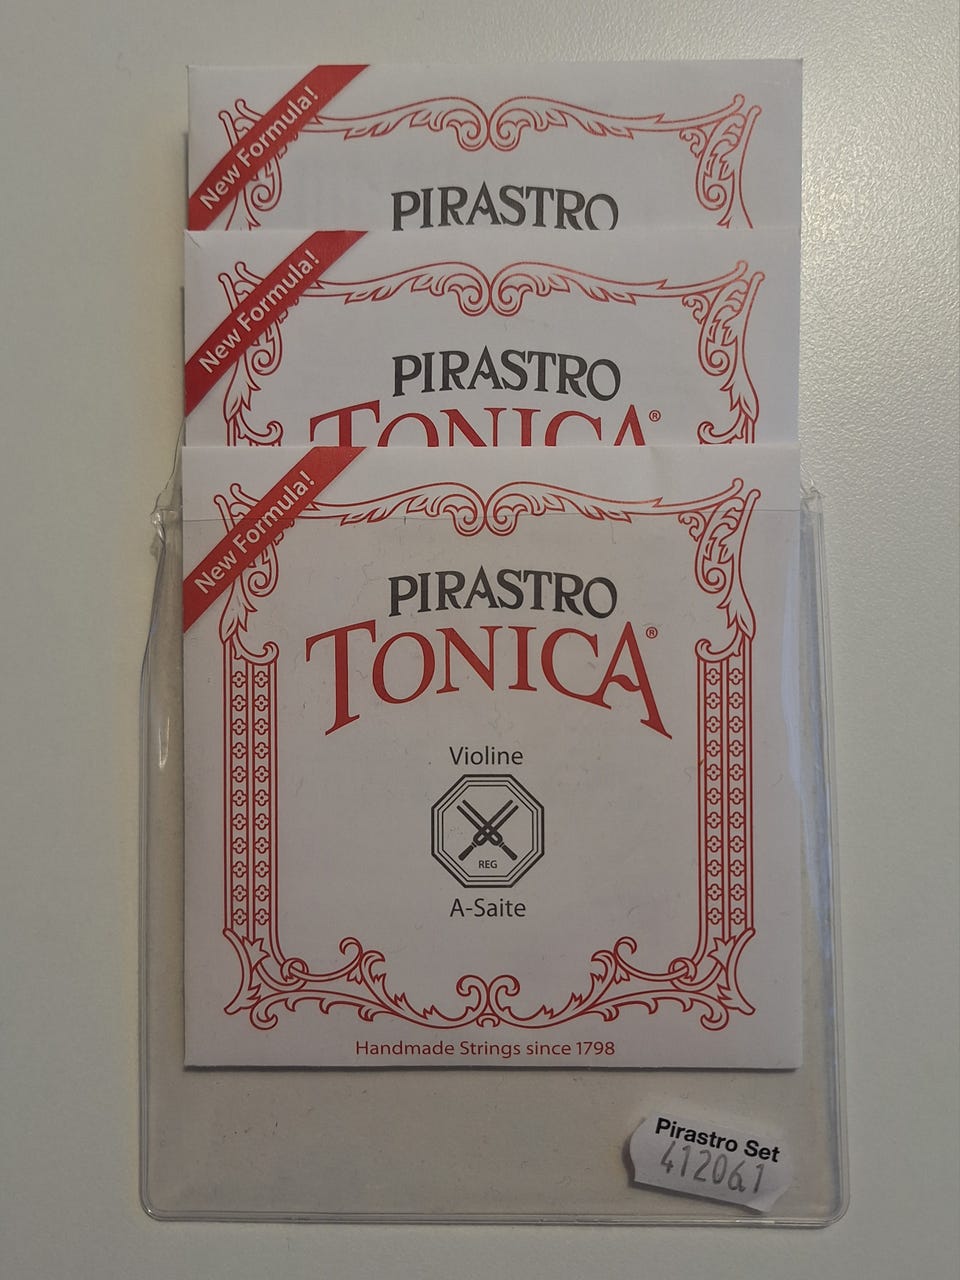 New Formula!
PIRASTRO
New Formula!
PIRASTRO
TONICA®
New Formula!
PIRASTRO
TONICA®
Violine
REG
A-Saite
Handmade Strings since 1798
Pirastro Set
412061